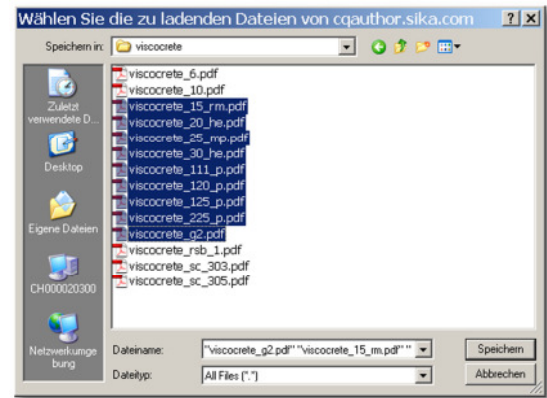 Wählen Sie die zu ladenden Dateien von cqauthor.sika.com
Speichern in: viscocrete
Zuletzt
verwendete D...
Desktop
Eigene Dateien
CH000020300
Netzwerkumge
bung
viscocrete_6.pdf
viscocrete_10.pdf
viscocrete_15_rm.pdf
viscocrete_20_he.pdf
viscocrete_25_mp.pdf
viscocrete_30_he.pdf
viscocrete_111_p.pdf
viscocrete_120_p.pdf
viscocrete_125_p.pdf
viscocrete_225_p.pdf
viscocrete_g2.pdf
viscocrete_rsb_1.pdf
viscocrete_sc_303.pdf
viscocrete_sc_305.pdf
Dateiname: "viscocrete_g2.pdf" "viscocrete_15_rm.pdf" " Speichern
Dateityp: All Files (*.*) Abbrechen